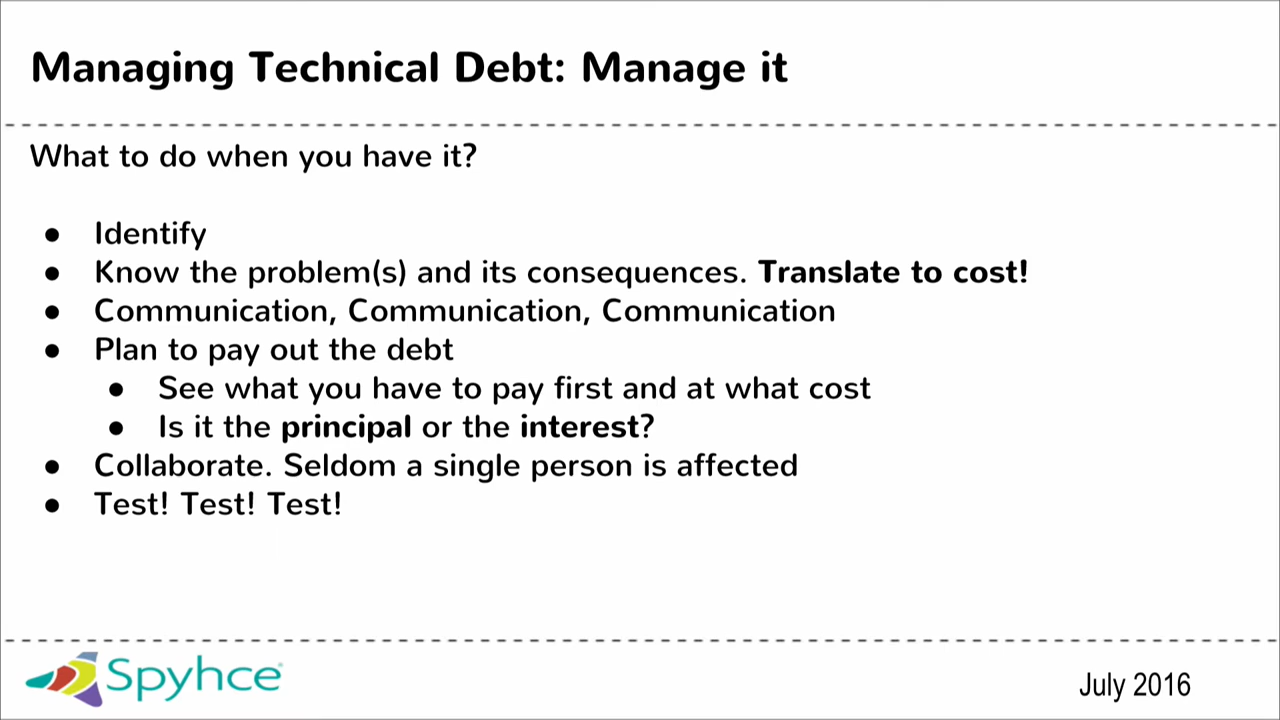 Managing Technical Debt: Manage it
What to do when you have it?
● Identify
● Know the problem(s) and its consequences. Translate to cost!
● Communication, Communication, Communication
● Plan to pay out the debt
● See what you have to pay first and at what cost
● Is it the principal or the interest?
● Collaborate. Seldom a single person is affected
● Test! Test! Test!
Spyhce
July 2016